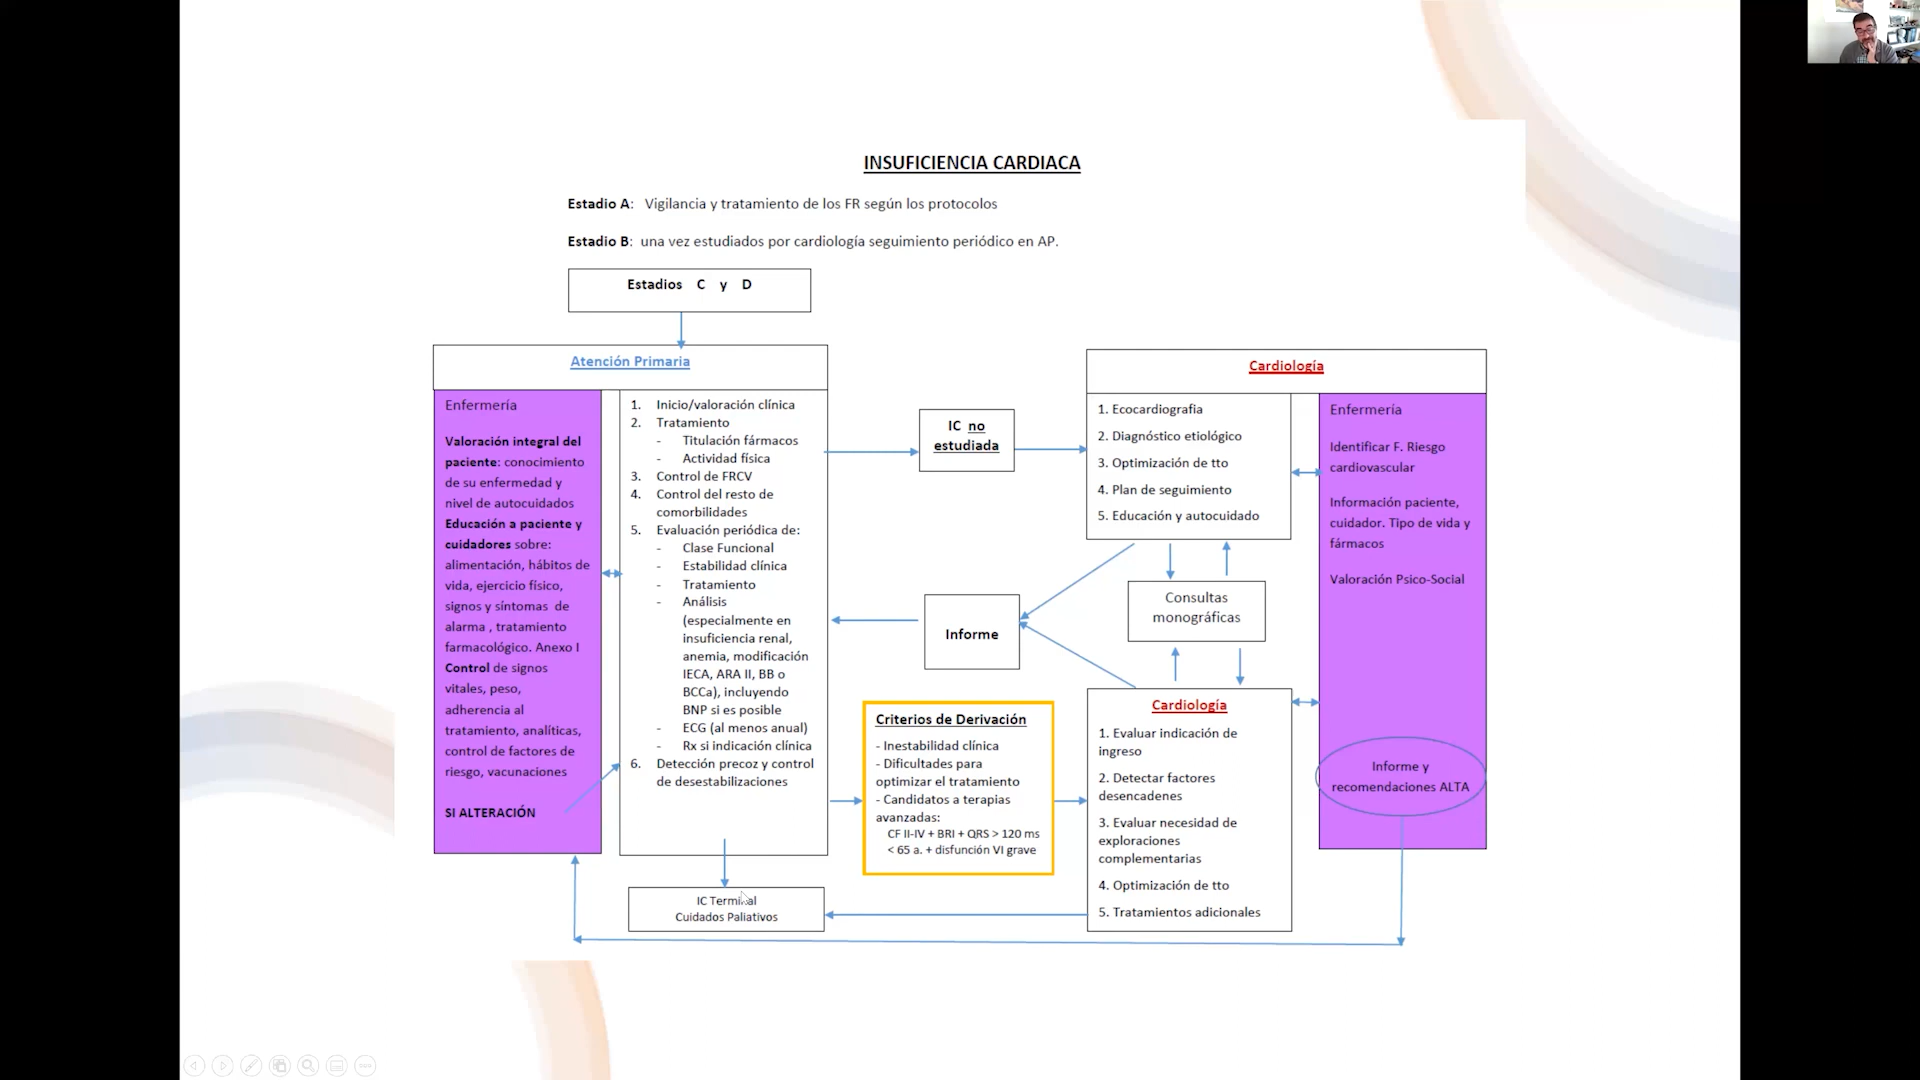 INSUFICIENCIA CARDIACA
Estadio A: Vigilancia y tratamiento de los FR según los protocolos
Estadio B: una vez estudiados por cardiología seguimiento periódico en AP.
Estadios C y D
Atención Primaria
Enfermería
Valoración integral del
paciente: conocimiento
de su enfermedad y
nivel de autocuidados
Educación a paciente y
cuidadores sobre:
alimentación, hábitos de
vida, ejercicio físico,
signos y síntomas de
alarma , tratamiento
farmacológico. Anexo I
Control de signos
vitales, peso,
adherencia al
tratamiento, analíticas,
control de factores de
riesgo, vacunaciones
SI ALTERACIÓN
1. Inicio/valoración clínica
2. Tratamiento
- Titulación fármacos
- Actividad física
3. Control de FRCV
4. Control del resto de
comorbilidades
5. Evaluación periódica de:
- Clase Funcional
- Estabilidad clínica
- Tratamiento
- Análisis
(especialmente en
insuficiencia renal,
anemia, modificación
IECA, ARA II, BB o
BCCa), incluyendo
BNP si es posible
- ECG (al menos anual)
- Rx si indicación clínica
6. Detección precoz y control
de desestabilizaciones
IC Terminal
Cuidados Paliativos
IC no
estudiada
Informe
Criterios de Derivación
- Inestabilidad clínica
- Dificultades para
optimizar el tratamiento
- Candidatos a terapias
avanzadas:
CF II-IV + BRI + QRS > 120 ms
< 65 a. + disfunción VI grave
Cardiología
1. Ecocardiografia
2. Diagnóstico etiológico
3. Optimización de tto
4. Plan de seguimiento
5. Educación y autocuidado
Consultas
monográficas
Cardiología
1. Evaluar indicación de
ingreso
2. Detectar factores
desencadenes
3. Evaluar necesidad de
exploraciones
complementarias
4. Optimización de tto
5. Tratamientos adicionales
Enfermería
Identificar F. Riesgo
cardiovascular
Información paciente,
cuidador. Tipo de vida y
fármacos
Valoración Psico-Social
Informe y
recomendaciones ALTA